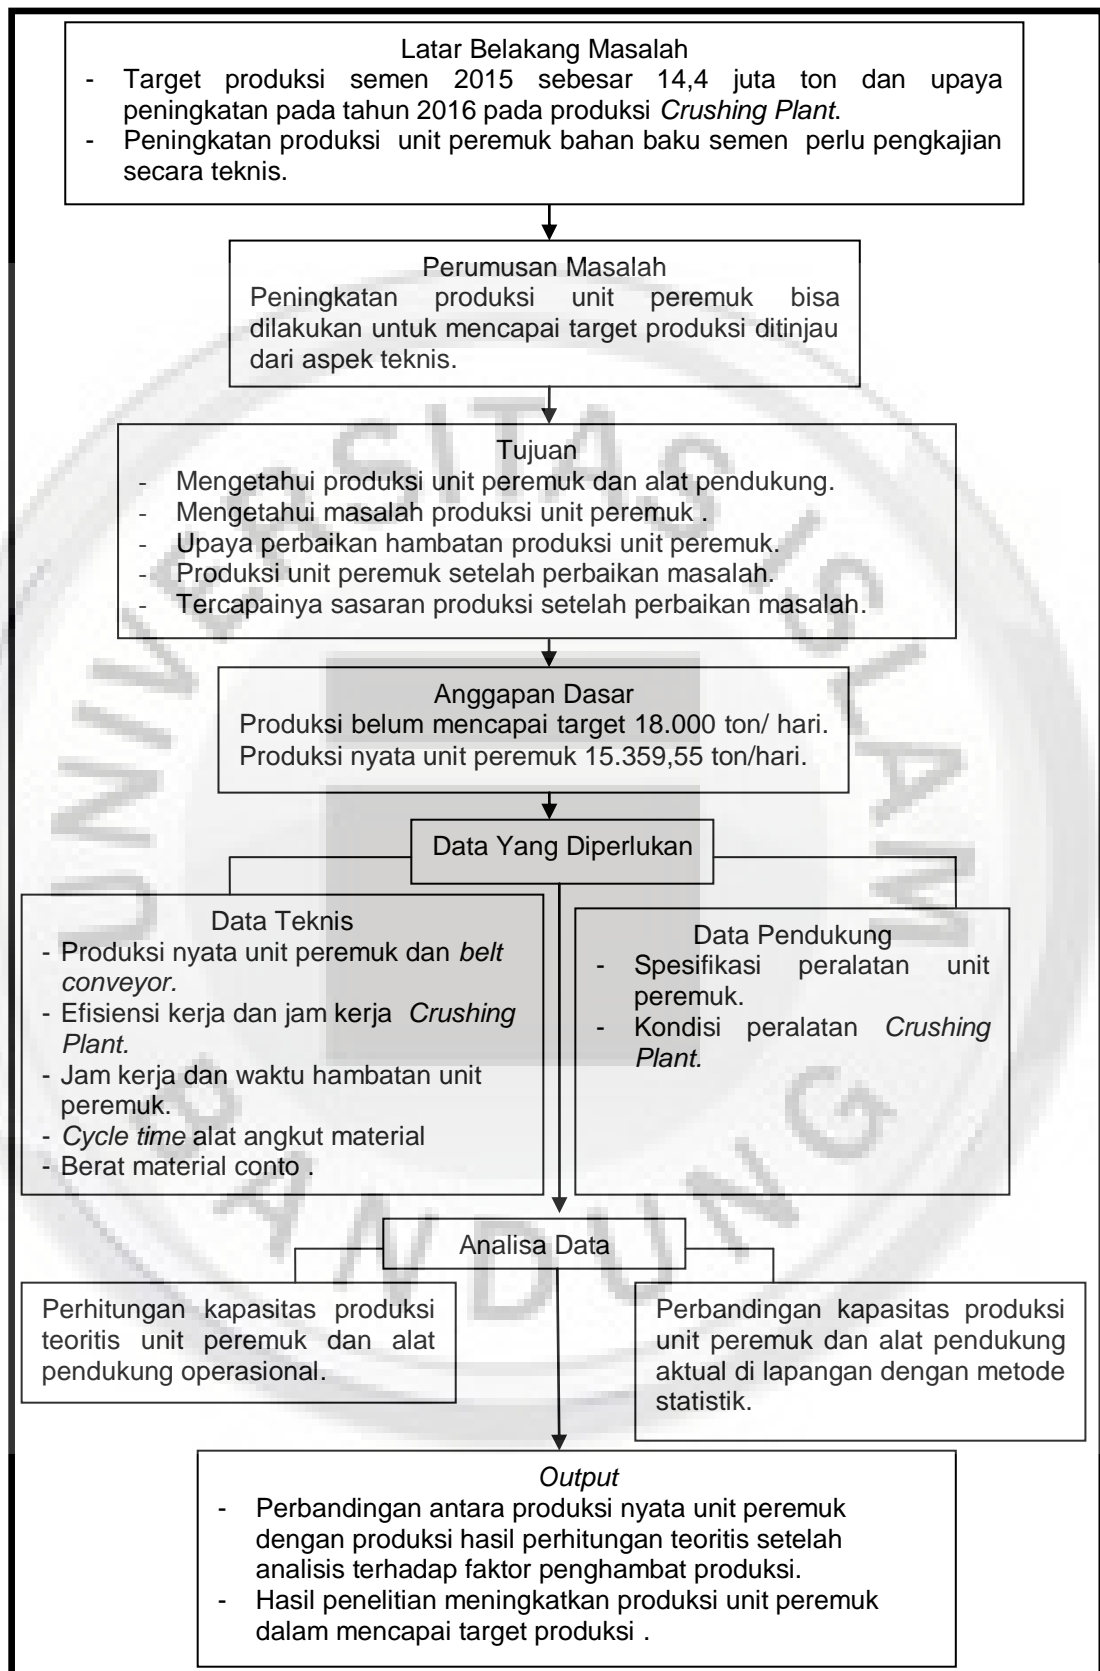 Latar Belakang Masalah
- Target produksi semen 2015 sebesar 14,4 juta ton dan upaya
peningkatan pada tahun 2016 pada produksi Crushing Plant.
- Peningkatan produksi unit peremuk bahan baku semen perlu pengkajian
secara teknis.
Perumusan Masalah
Peningkatan produksi unit peremuk bisa
dilakukan untuk mencapai target produksi ditinjau
dari aspek teknis.
Tujuan
- Mengetahui produksi unit peremuk dan alat pendukung.
- Mengetahui masalah produksi unit peremuk .
- Upaya perbaikan hambatan produksi unit peremuk.
- Produksi unit peremuk setelah perbaikan masalah.
- Tercapainya sasaran produksi setelah perbaikan masalah.
Anggapan Dasar
Produksi belum mencapai target 18.000 ton/ hari.
Produksi nyata unit peremuk 15.359,55 ton/hari.
Data Yang Diperlukan
Data Teknis
- Produksi nyata unit peremuk dan belt
conveyor.
- Efisiensi kerja dan jam kerja Crushing
Plant.
- Jam kerja dan waktu hambatan unit
peremuk.
- Cycle time alat angkut material
- Berat material conto .
Data Pendukung
- Spesifikasi peralatan unit
peremuk.
- Kondisi peralatan Crushing
Plant.
Analisa Data
Perhitungan kapasitas produksi
teoritis unit peremuk dan alat
pendukung operasional.
Perbandingan kapasitas produksi
unit peremuk dan alat pendukung
aktual di lapangan dengan metode
statistik.
Output
- Perbandingan antara produksi nyata unit peremuk
dengan produksi hasil perhitungan teoritis setelah
analisis terhadap faktor penghambat produksi.
- Hasil penelitian meningkatkan produksi unit peremuk
dalam mencapai target produksi .
UNIVERSITAS ISLAM
BANDUNG